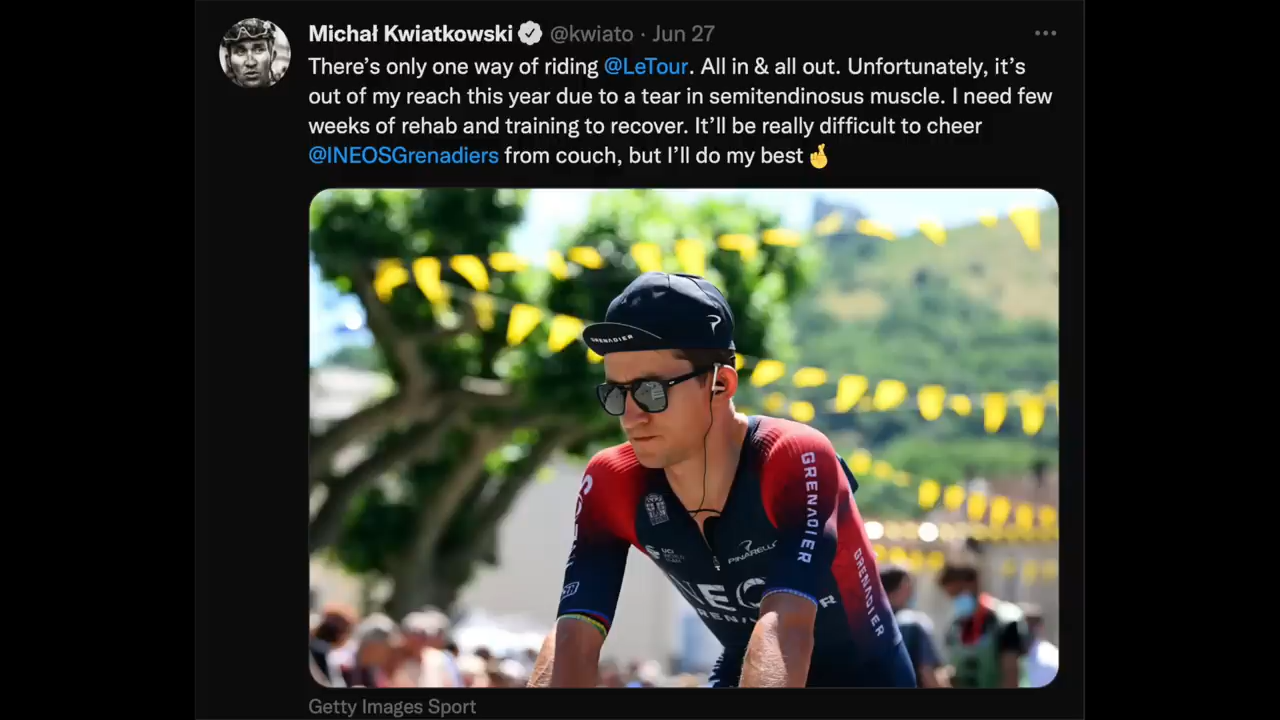 Michał Kwiatkowski @kwiato · Jun 27
There’s only one way of riding @LeTour. All in & all out. Unfortunately, it’s
out of my reach this year due to a tear in semitendinosus muscle. I need few
weeks of rehab and training to recover. It’ll be really difficult to cheer
@INEOSGrenadiers from couch, but I’ll do my best 🤞
GRENADIER
GRENADIER
UCI
PINARELLO
GRENADIER
Getty Images Sport